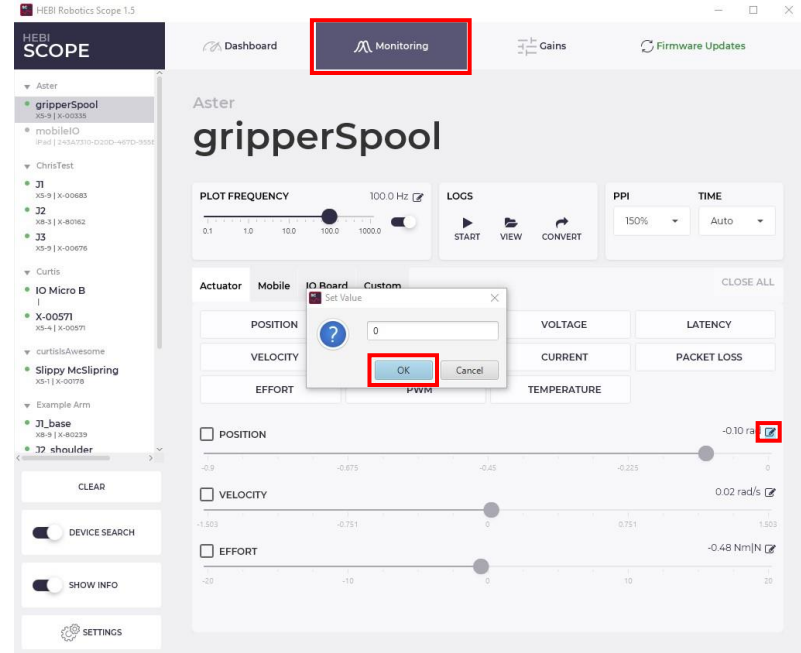 HEBI Robotics Scope 1.5
HEBI
SCOPE
Dashboard
Monitoring
Gains
Firmware Updates
Aster
gripperSpool
X5-9 | X-00335
mobileIO
ChrisTest
J1
X5-9 | X-00683
J2
X8-3 | X-80162
J3
X5-9 | X-00676
Curtis
IO Micro B
|
X-00571
X5-4 | X-00571
curtisIsAwesome
Slippy McSlipring
X5-1 | X-00178
Example Arm
J1_base
X8-9 | X-80239
J2_shoulder
CLEAR
DEVICE SEARCH
SHOW INFO
SETTINGS
Aster
gripperSpool
PLOT FREQUENCY
100.0 Hz
0.1 1.0 10.0 100.0 1000.0
LOGS
START VIEW CONVERT
PPI
150%
TIME
Auto
Actuator Mobile IO Board Custom
CLOSE ALL
POSITION
VOLTAGE
LATENCY
VELOCITY
CURRENT
PACKET LOSS
EFFORT
PWM
TEMPERATURE
Set Value
?
0
OK Cancel
POSITION
-0.10 rad
-0.9 -0.675 -0.45 -0.225 0
VELOCITY
0.02 rad/s
-1.503 -0.751 0 0.751 1.503
EFFORT
-0.48 Nm|N
-20 -10 0 10 20